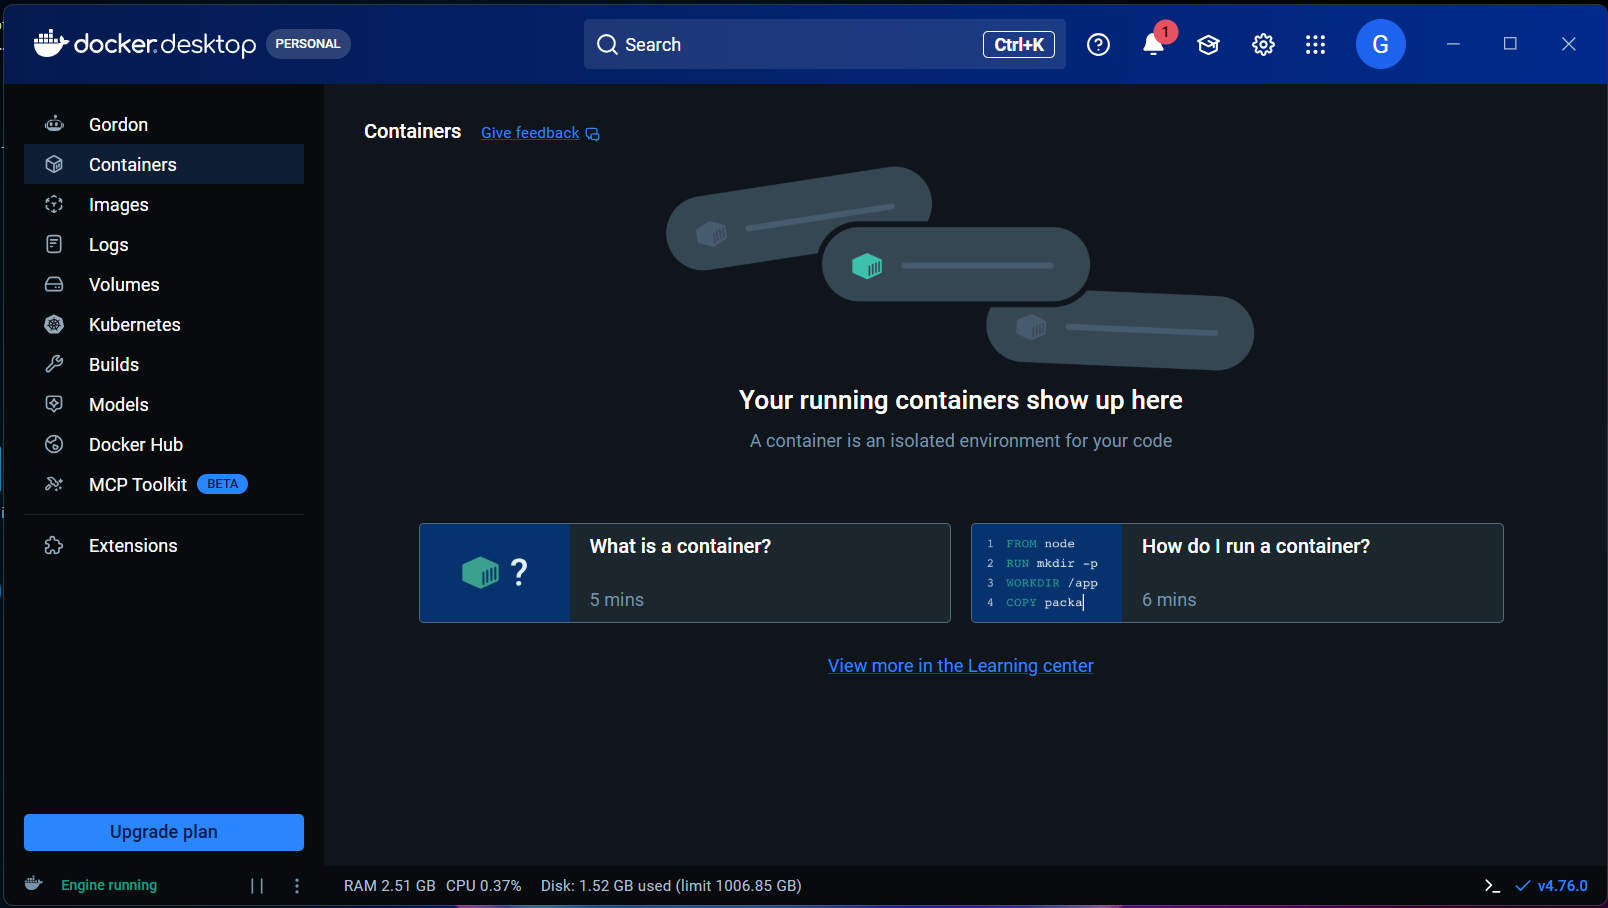 docker.desktop PERSONAL
Search Ctrl+K
1
G
Gordon
Containers
Images
Logs
Volumes
Kubernetes
Builds
Models
Docker Hub
MCP Toolkit BETA
Extensions
Upgrade plan
Containers Give feedback
Your running containers show up here
A container is an isolated environment for your code
?
What is a container?
5 mins
1 FROM node
2 RUN mkdir -p
3 WORKDIR /app
4 COPY packa
How do I run a container?
6 mins
View more in the Learning center
Engine running
RAM 2.51 GB CPU 0.37% Disk: 1.52 GB used (limit 1006.85 GB)
v4.76.0